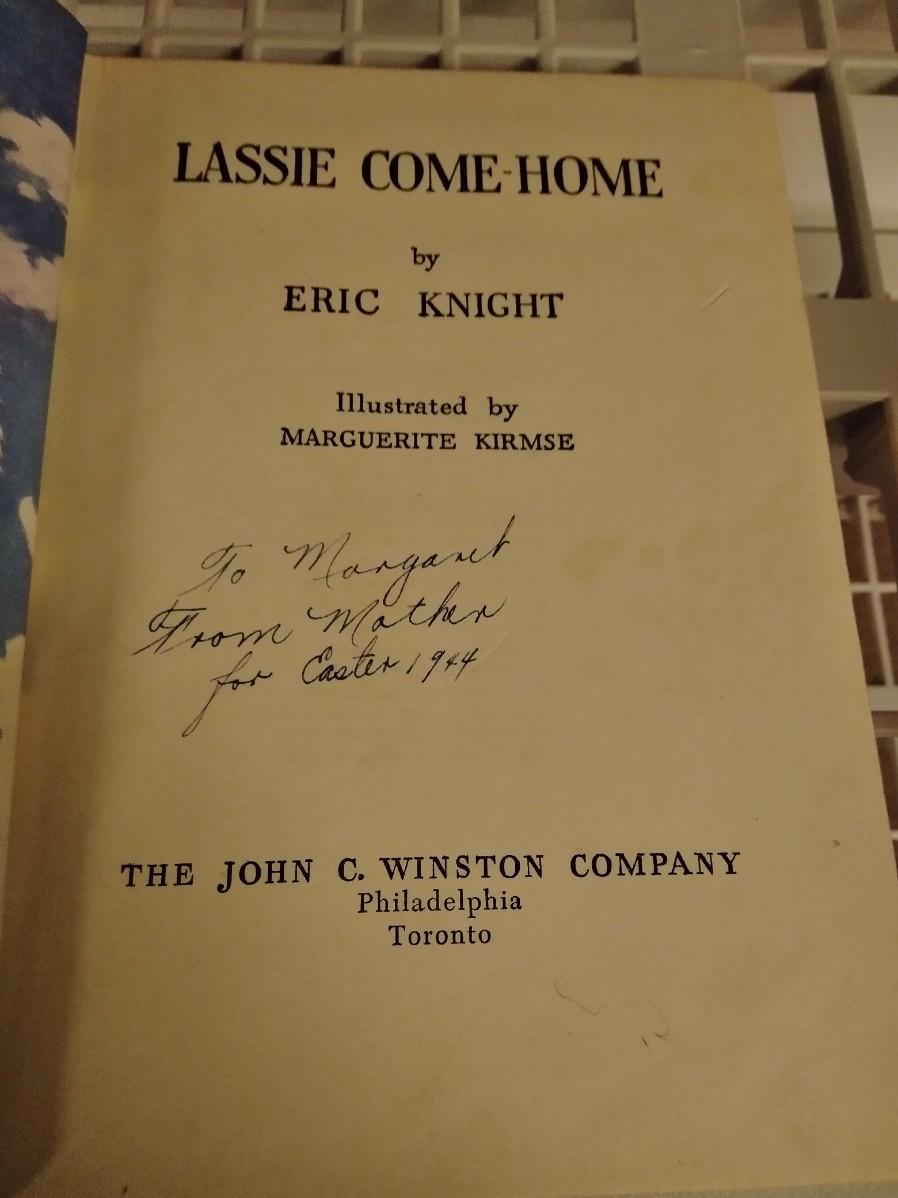 LASSIE COME-HOME
by
ERIC KNIGHT
Illustrated by
MARGUERITE KIRMSE
To Margaret
From Mother
for Easter 1944
THE JOHN C. WINSTON COMPANY
Philadelphia
Toronto